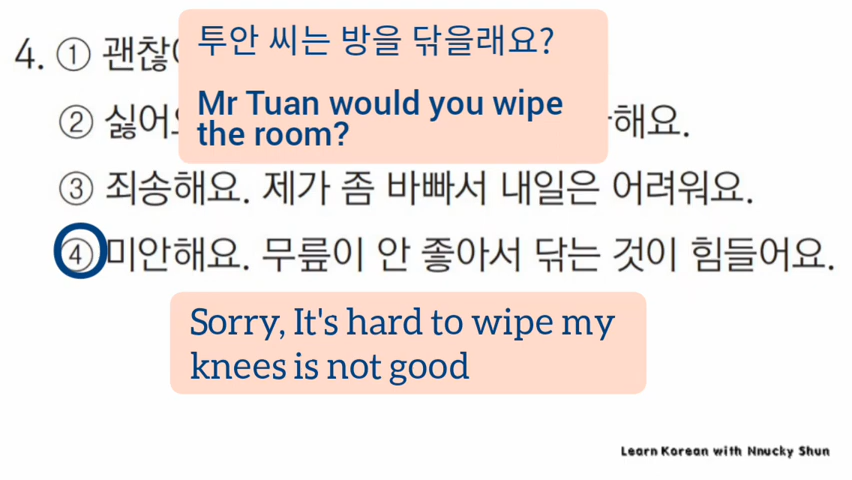 투안 씨는 방을 닦을래요?
Mr Tuan would you wipe
the room?
4. ① 괜찮
② 싫어 해요.
③ 죄송해요. 제가 좀 바빠서 내일은 어려워요.
④ 미안해요. 무릎이 안 좋아서 닦는 것이 힘들어요.
Sorry, It's hard to wipe my
knees is not good
Learn Korean with Nnucky Shun